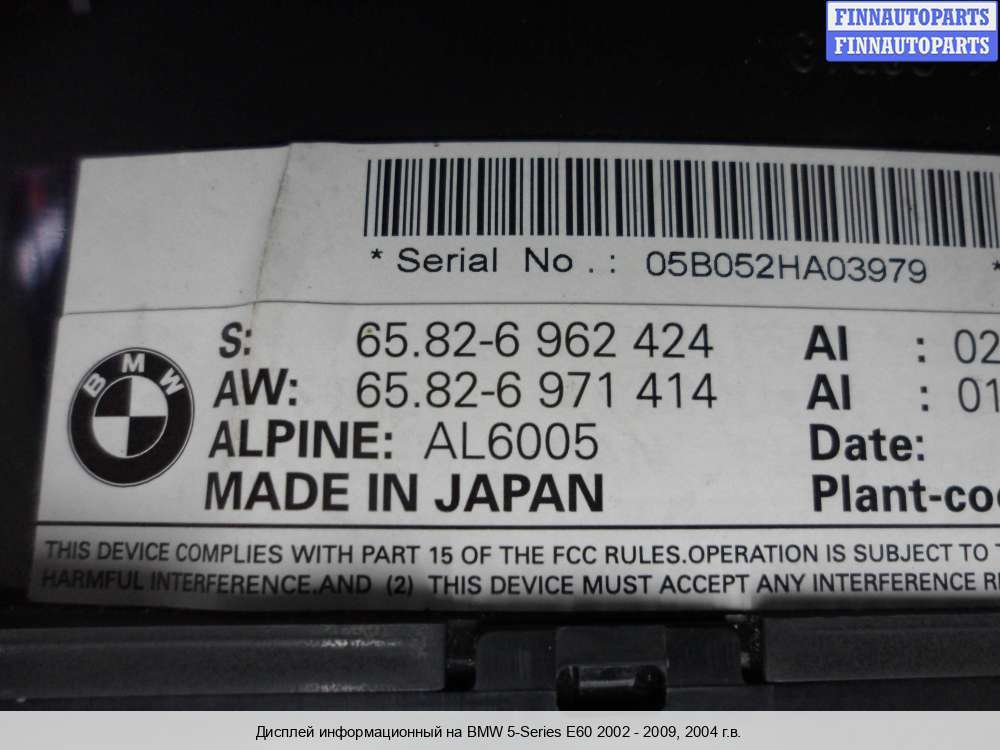 FINNAUTOPARTS
FINNAUTOPARTS
* Serial No.: 05B052HA03979 *
BMW
S: 65.82-6 962 424 AI : 02
AW: 65.82-6 971 414 AI : 01
ALPINE: AL6005 Date:
MADE IN JAPAN Plant-co
THIS DEVICE COMPLIES WITH PART 15 OF THE FCC RULES.OPERATION IS SUBJECT TO
HARMFUL INTERFERENCE.AND (2) THIS DEVICE MUST ACCEPT ANY INTERFERENCE RE
Дисплей информационный на BMW 5-Series E60 2002 - 2009, 2004 г.в.